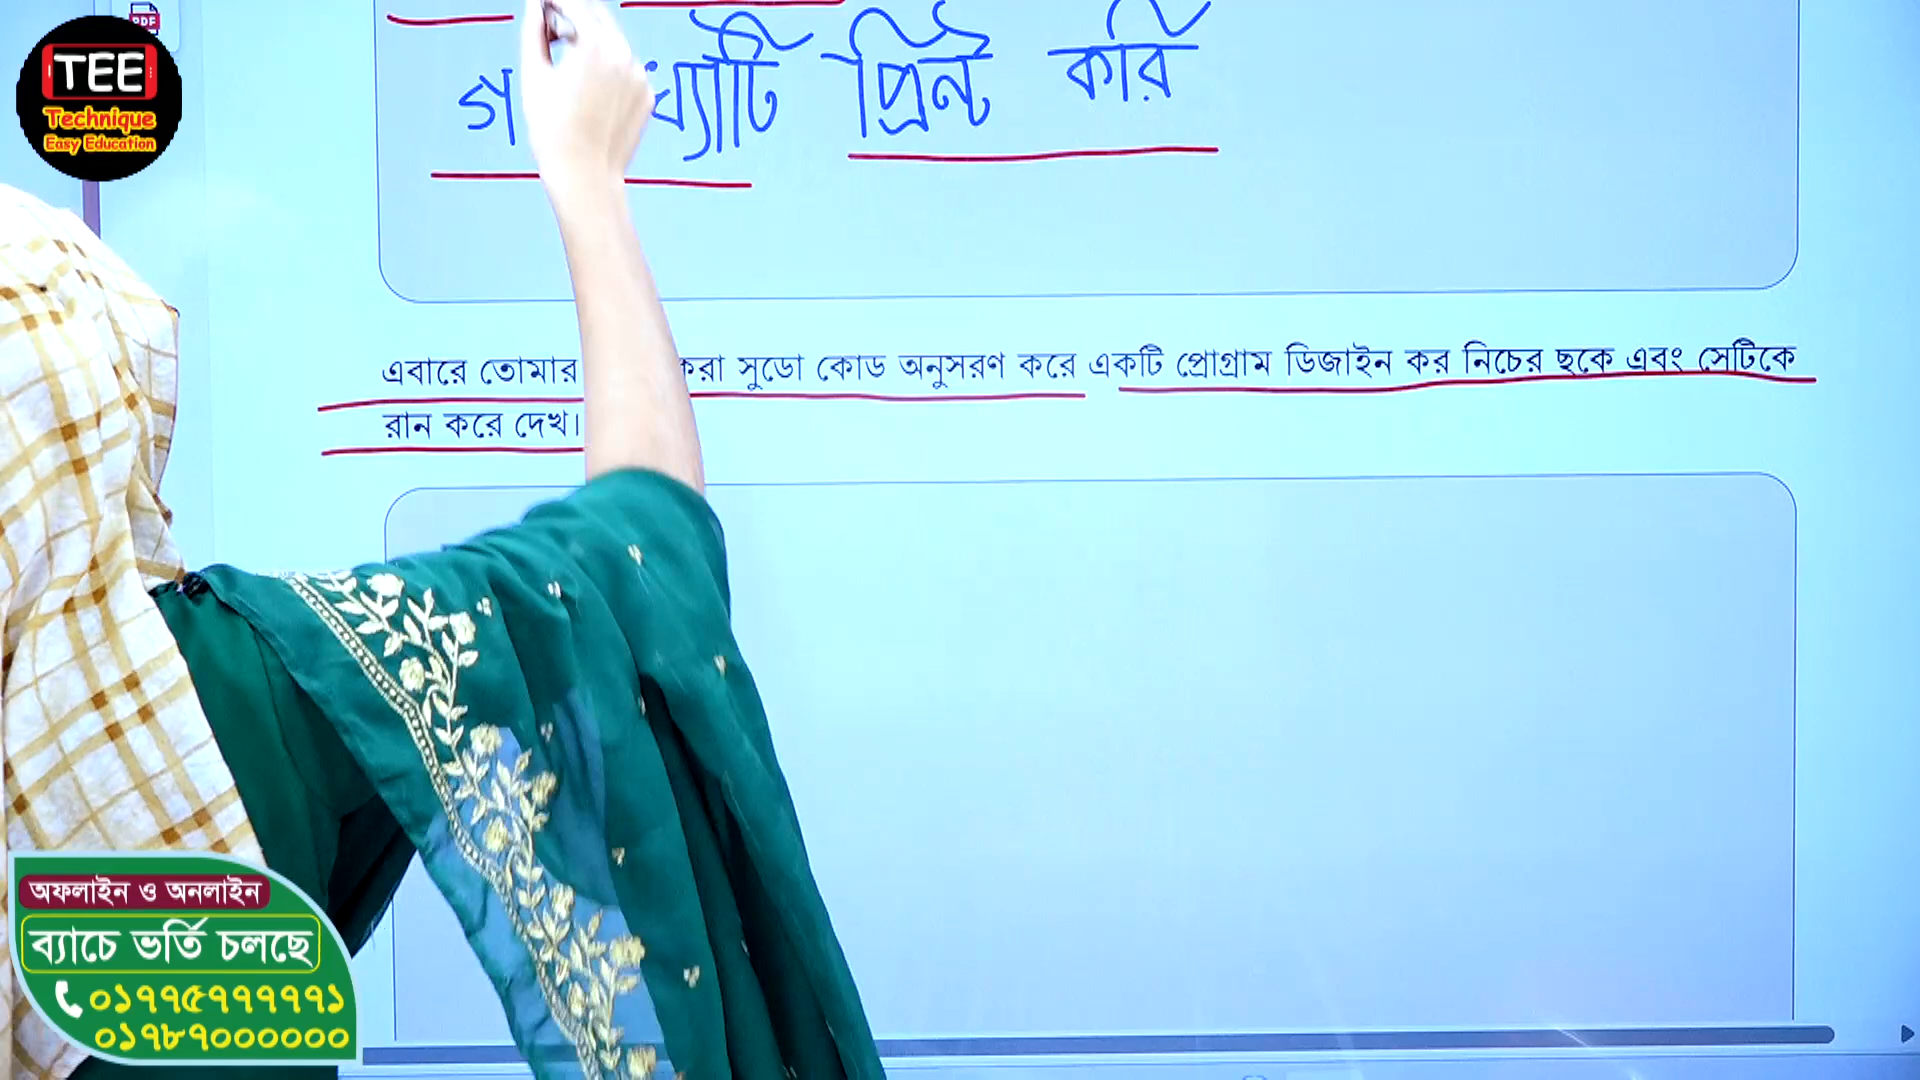 PDF
TEE
Technique
Easy Education
প্রিন্ট করি
এবারে তোমার করা সুডো কোড অনুসরণ করে একটি প্রোগ্রাম ডিজাইন কর নিচের ছকে এবং সেটিকে
রান করে দেখ।
অফলাইন ও অনলাইন
ব্যাচে ভর্তি চলছে
০১৭৭৫৭৭৭৭৭১
০১৭৮৭০০০০০০